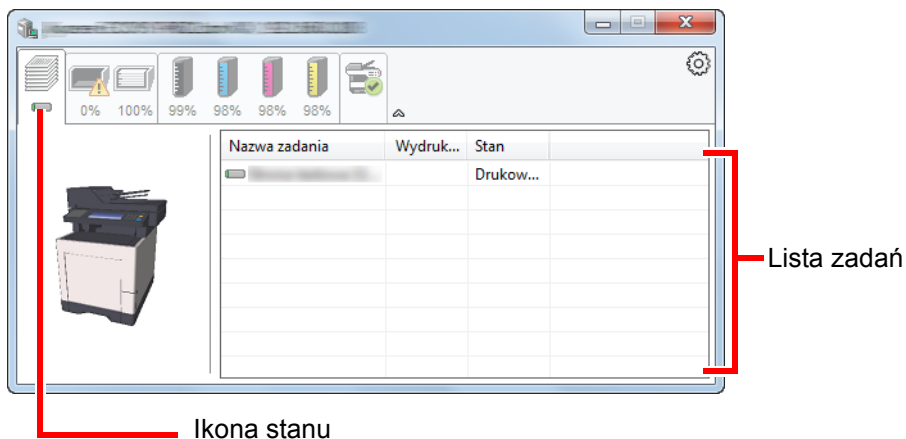 0% 100% 99% 98% 98% 98%
Nazwa zadania Wydruk... Stan
Drukow...
Lista zadań
Ikona stanu